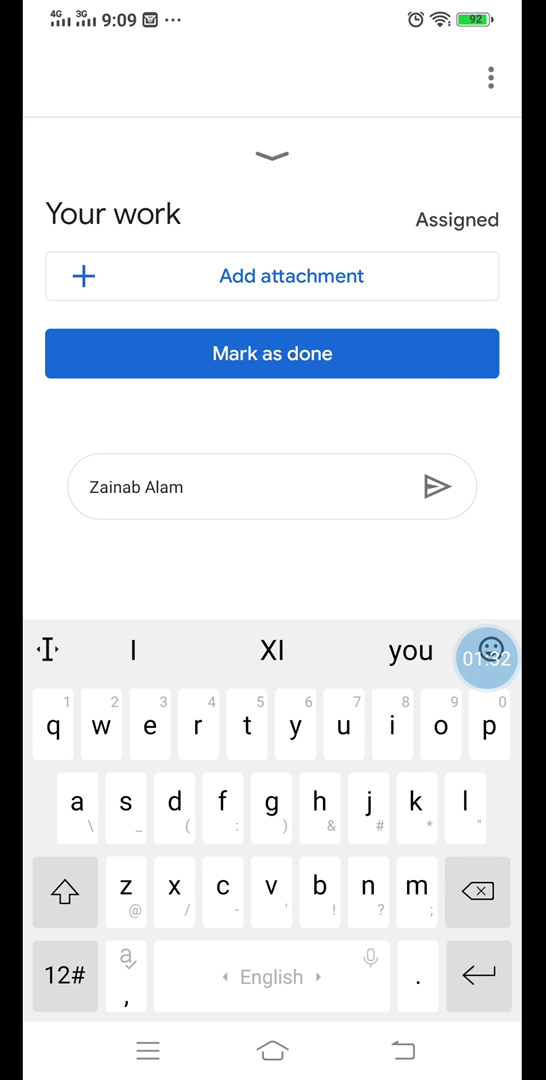 4G 3G 9:09 92
Your work
Assigned
Add attachment
Mark as done
Zainab Alam
I XI you 01:32
1 2 3 4 5 6 7 8 9 0
q w e r t y u i o p
a s d f g h j k l
\ _ ( : ) & # * "
z x c v b n m
@ / - ' ! ? ;
12# a , English .